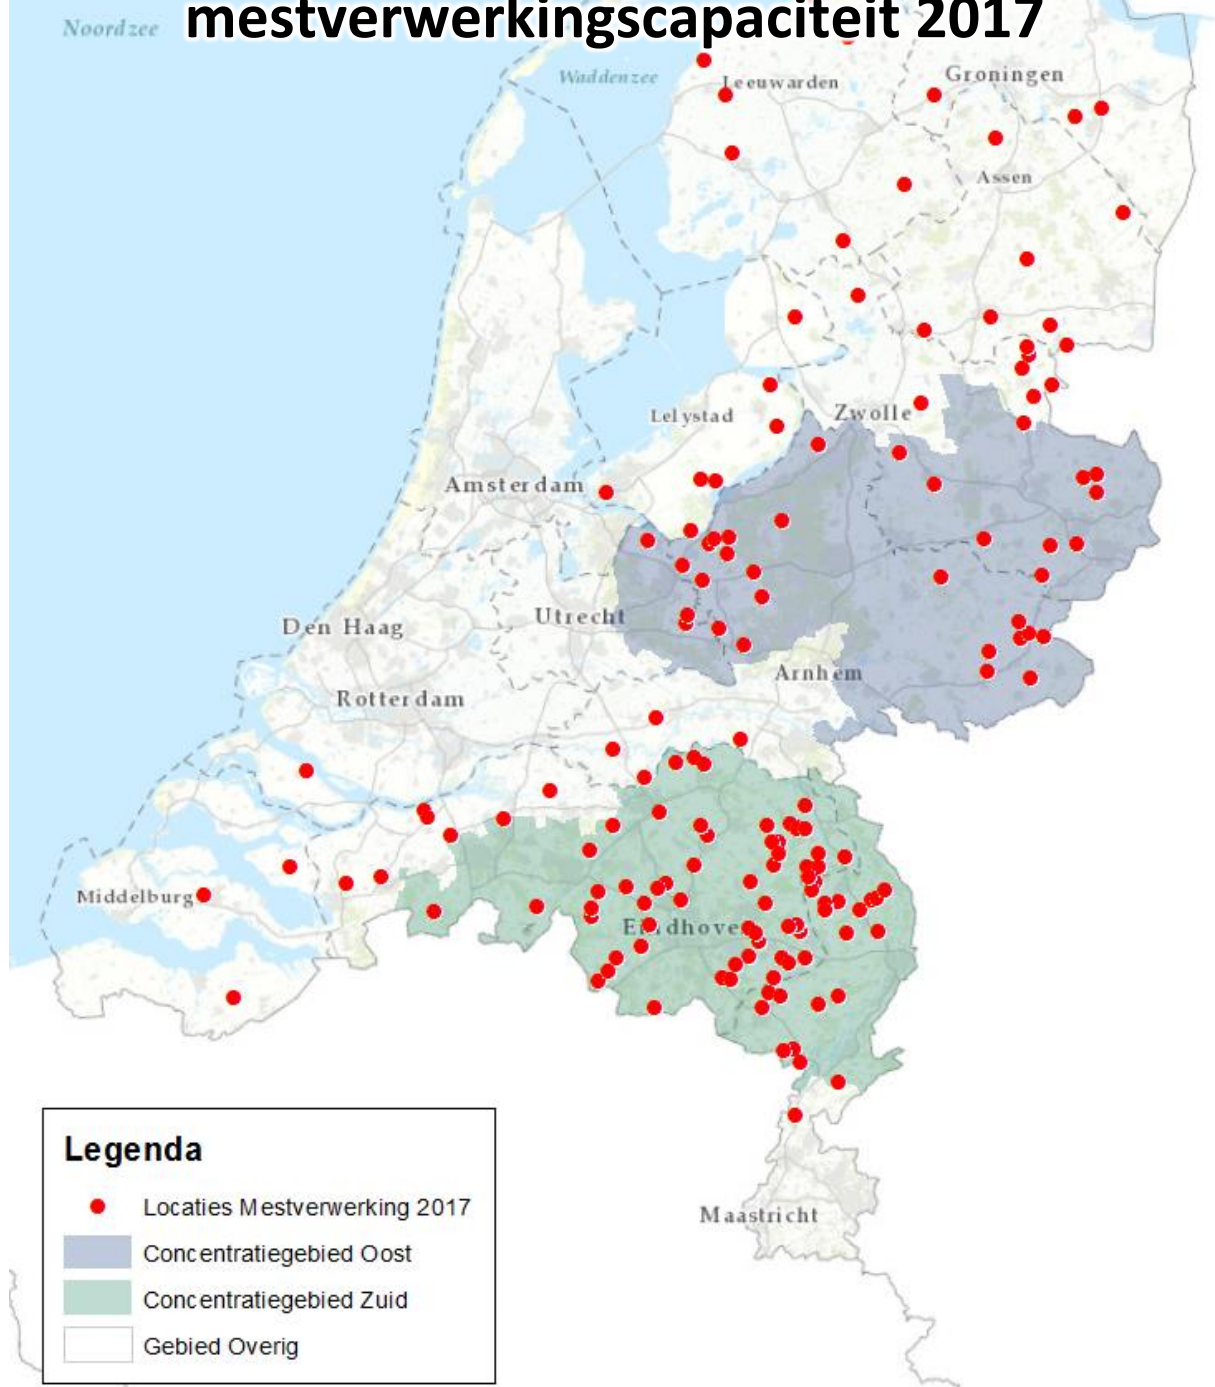 mestverwerkingscapaciteit 2017
Noordzee
Waddenzee
Leeuwarden
Groningen
Assen
Lelystad
Zwolle
Amsterdam
Utrecht
Den Haag
Arnhem
Rotterdam
Middelburg
Eindhoven
Maastricht
Legenda
Locaties Mestverwerking 2017
Concentratiegebied Oost
Concentratiegebied Zuid
Gebied Overig